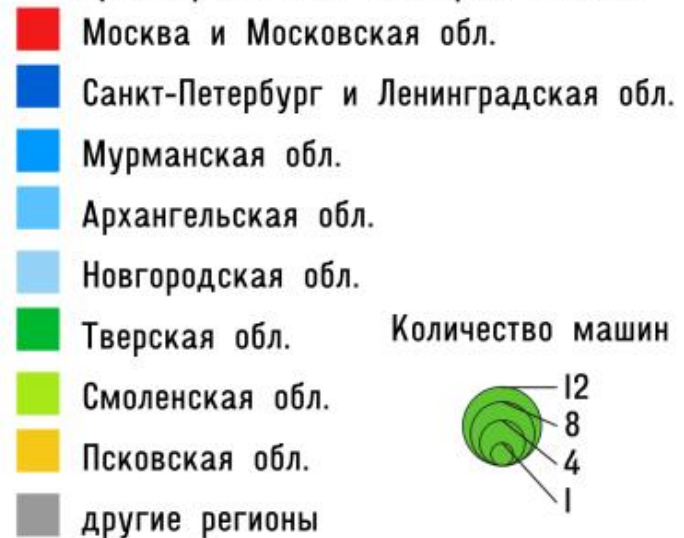 Москва и Московская обл.
Санкт-Петербург и Ленинградская обл.
Мурманская обл.
Архангельская обл.
Новгородская обл.
Тверская обл.
Смоленская обл.
Псковская обл.
другие регионы
Количество машин
12
8
4
1